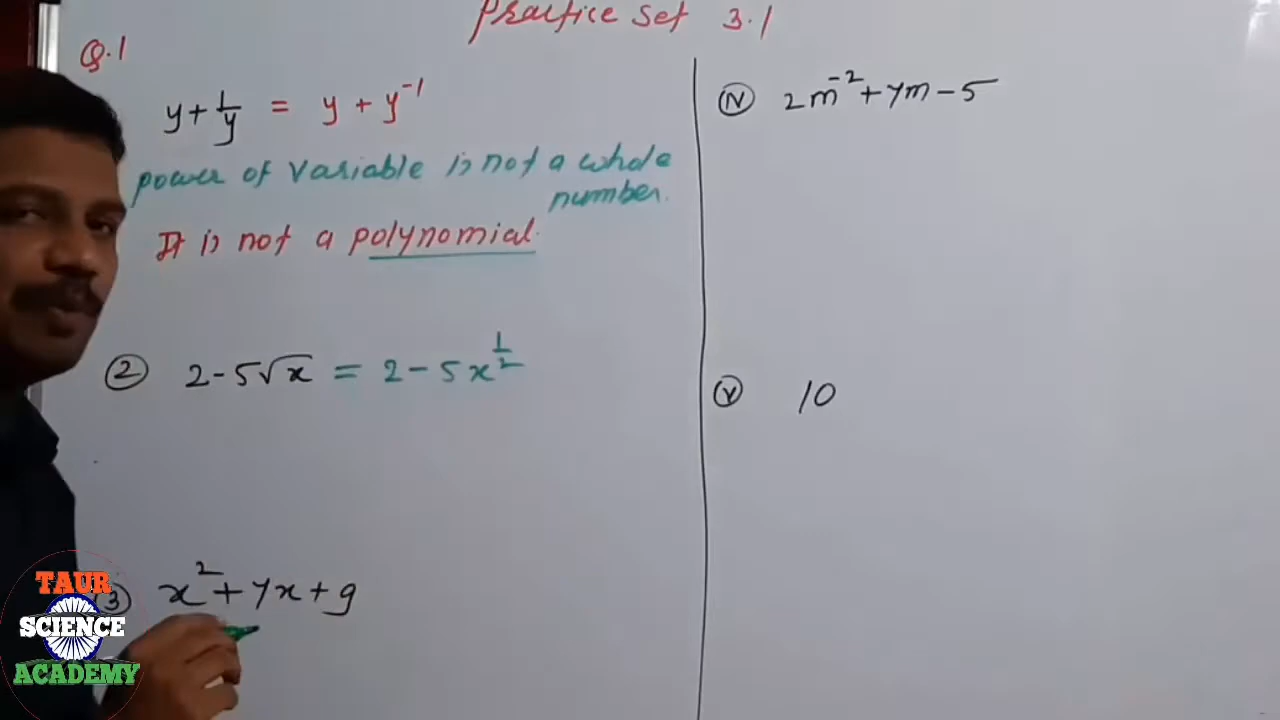 Practice Set 3.1
Q.1
y + 1/y = y + y⁻¹
power of variable is not a whole
number.
It is not a polynomial.
② 2 - 5√x = 2 - 5x^(1/2)
③ x² + 7x + 9
Ⓘⓥ 2m⁻² + 7m - 5
Ⓥ 10
TAUR
SCIENCE
ACADEMY